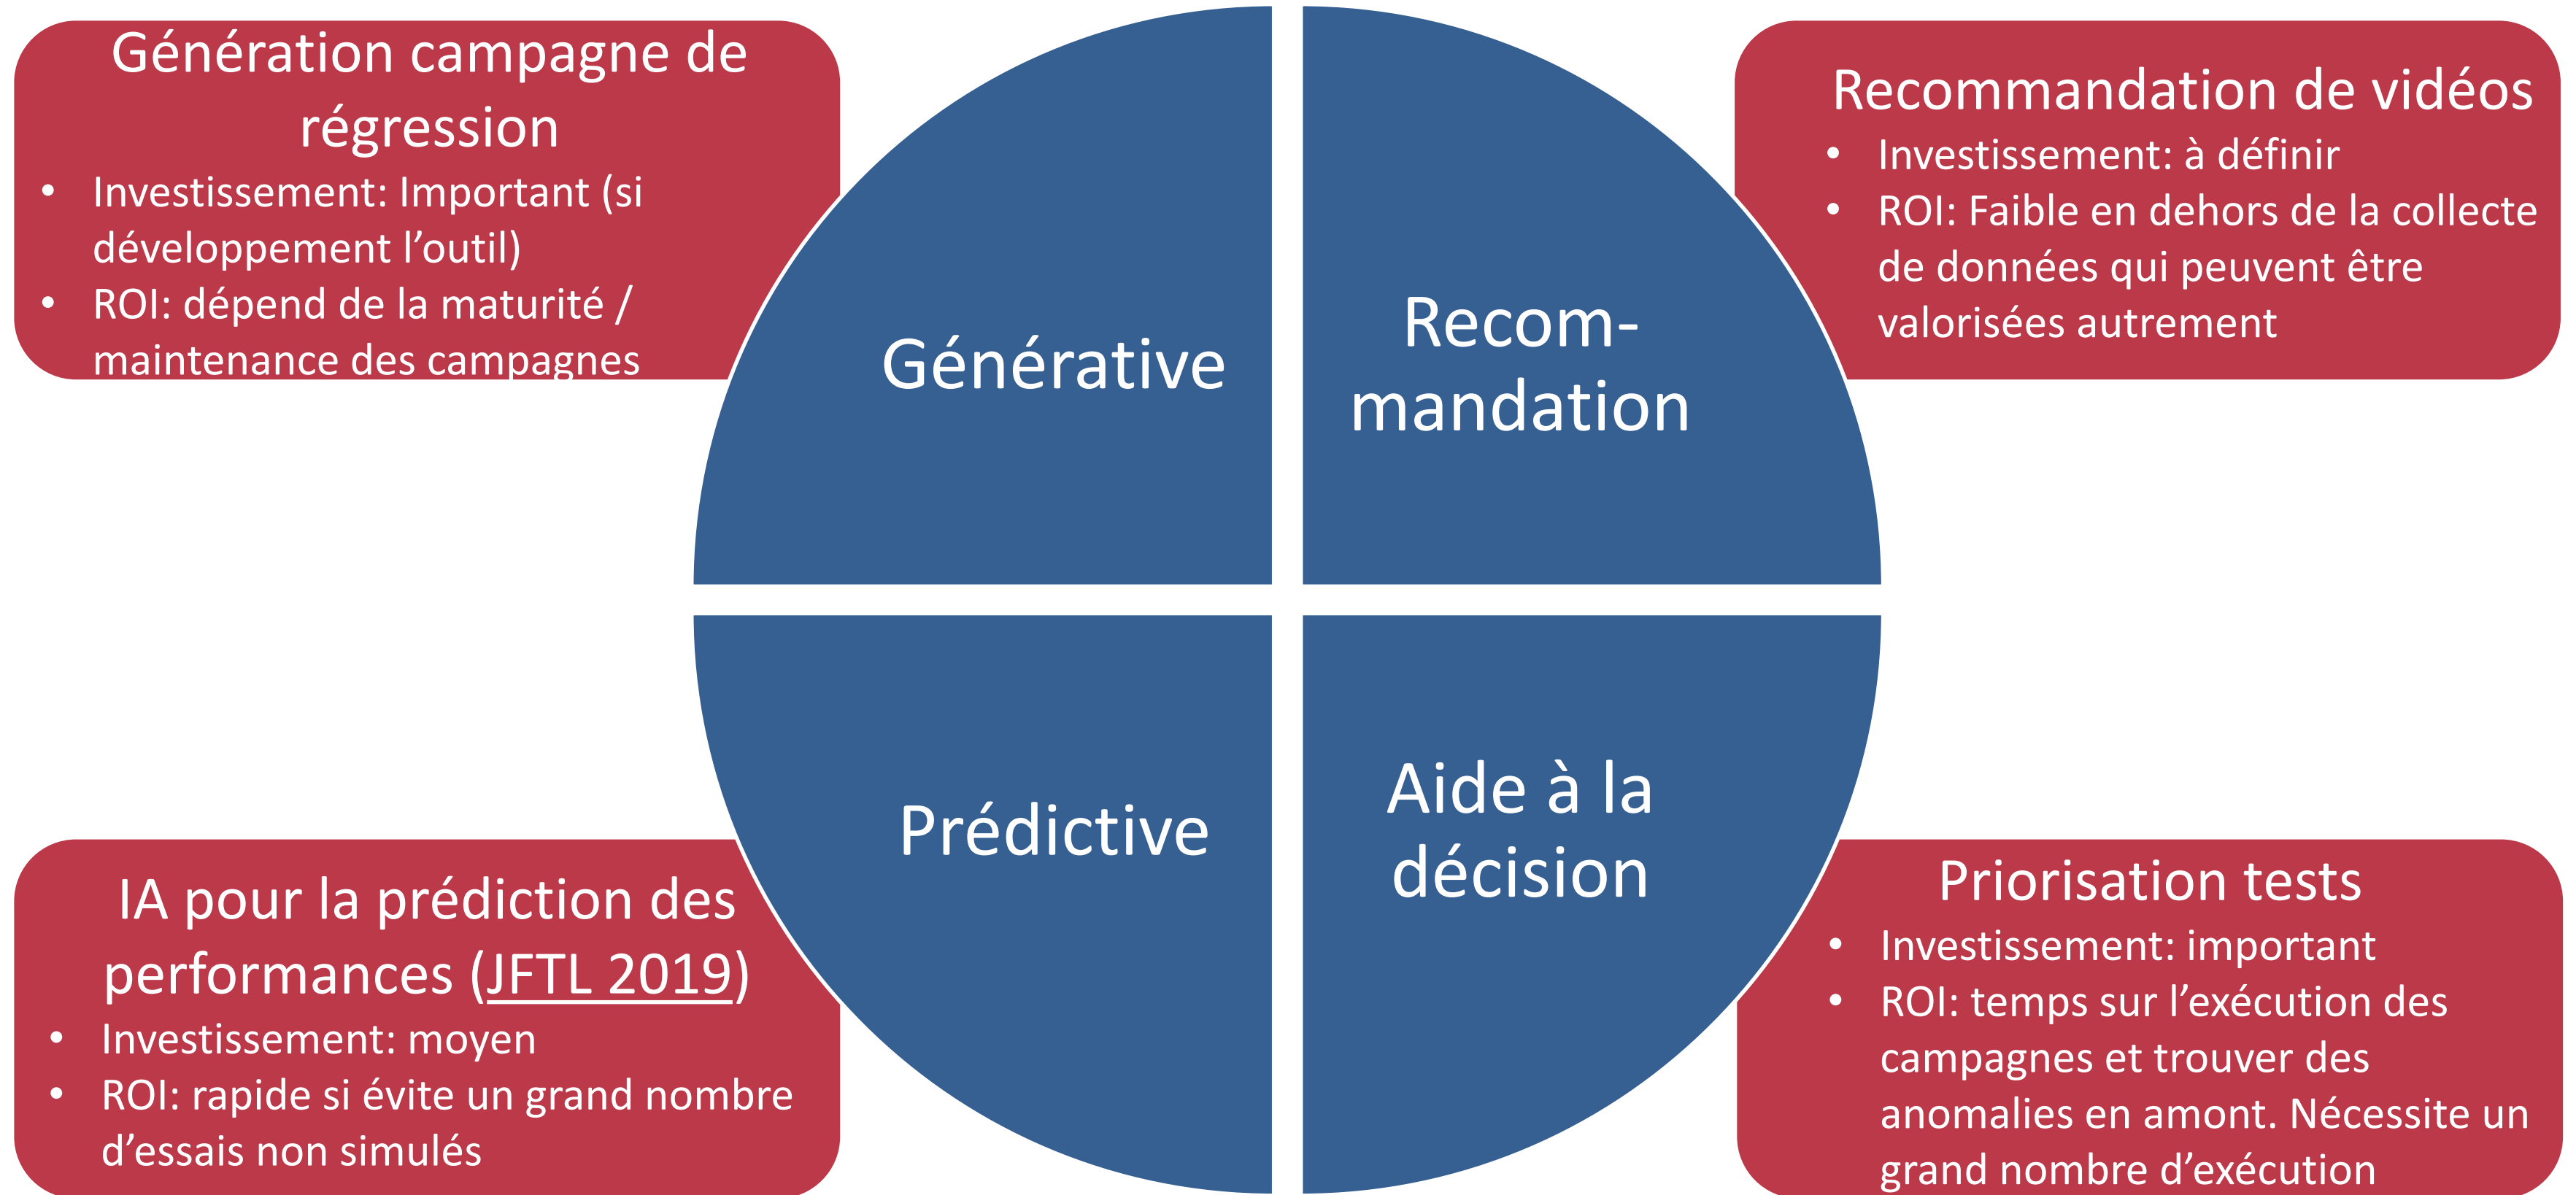 Génération campagne de
régression
• Investissement: Important (si
développement l’outil)
• ROI: dépend de la maturité /
maintenance des campagnes
Générative
Recom-
mandation
Recommandation de vidéos
• Investissement: à définir
• ROI: Faible en dehors de la collecte
de données qui peuvent être
valorisées autrement
Prédictive
Aide à la
décision
IA pour la prédiction des
performances (JFTL 2019)
• Investissement: moyen
• ROI: rapide si évite un grand nombre
d’essais non simulés
Priorisation tests
• Investissement: important
• ROI: temps sur l’exécution des
campagnes et trouver des
anomalies en amont. Nécessite un
grand nombre d’exécution